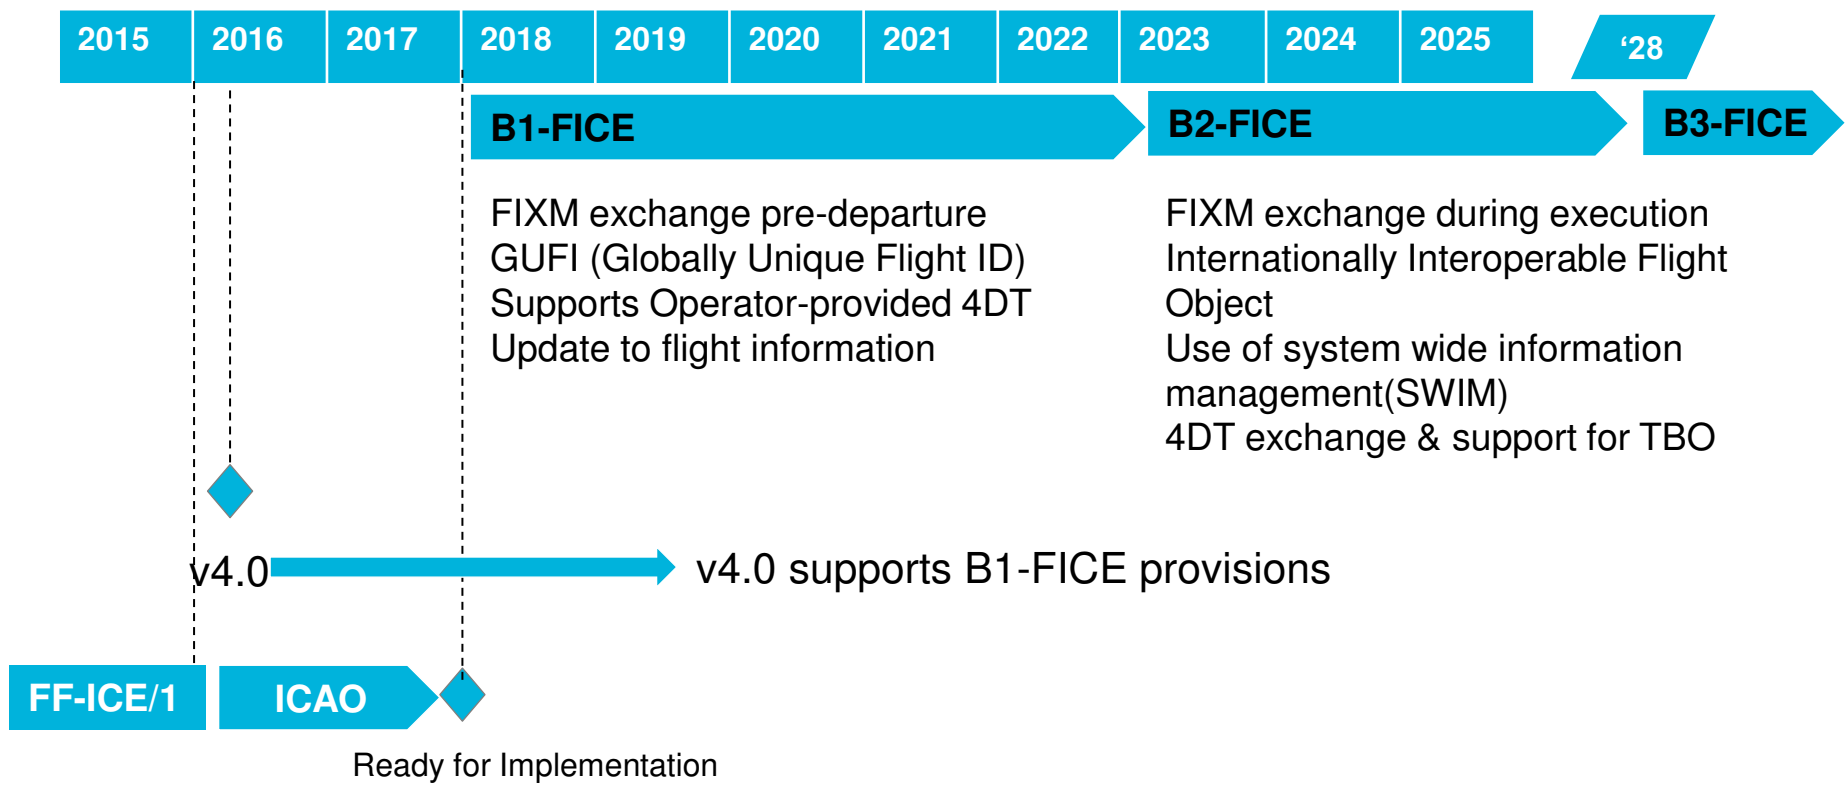 2015 2016 2017 2018 2019 2020 2021 2022 2023 2024 2025 ‘28
B1-FICE B2-FICE B3-FICE
FIXM exchange pre-departure
GUFI (Globally Unique Flight ID)
Supports Operator-provided 4DT
Update to flight information
FIXM exchange during execution
Internationally Interoperable Flight
Object
Use of system wide information
management(SWIM)
4DT exchange & support for TBO
v4.0 v4.0 supports B1-FICE provisions
FF-ICE/1 ICAO
Ready for Implementation